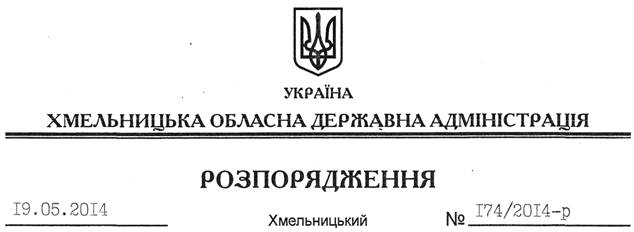 УКРАЇНА
ХМЕЛЬНИЦЬКА ОБЛАСНА ДЕРЖАВНА АДМІНІСТРАЦІЯ
РОЗПОРЯДЖЕННЯ
19.05.2014 Хмельницький № 174/2014-р